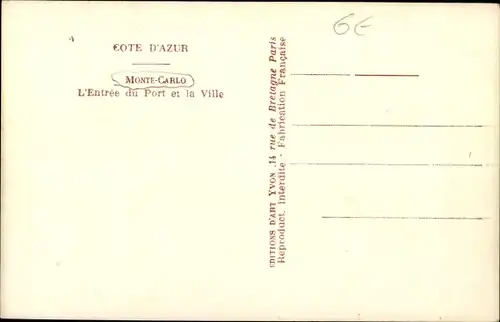 6€
COTE D'AZUR
MONTE-CARLO
L'Entrée du Port et la Ville
EDITIONS D'ART YVON .14 rue de Bretagne Paris
Reproduct. interdite - Fabrication Française